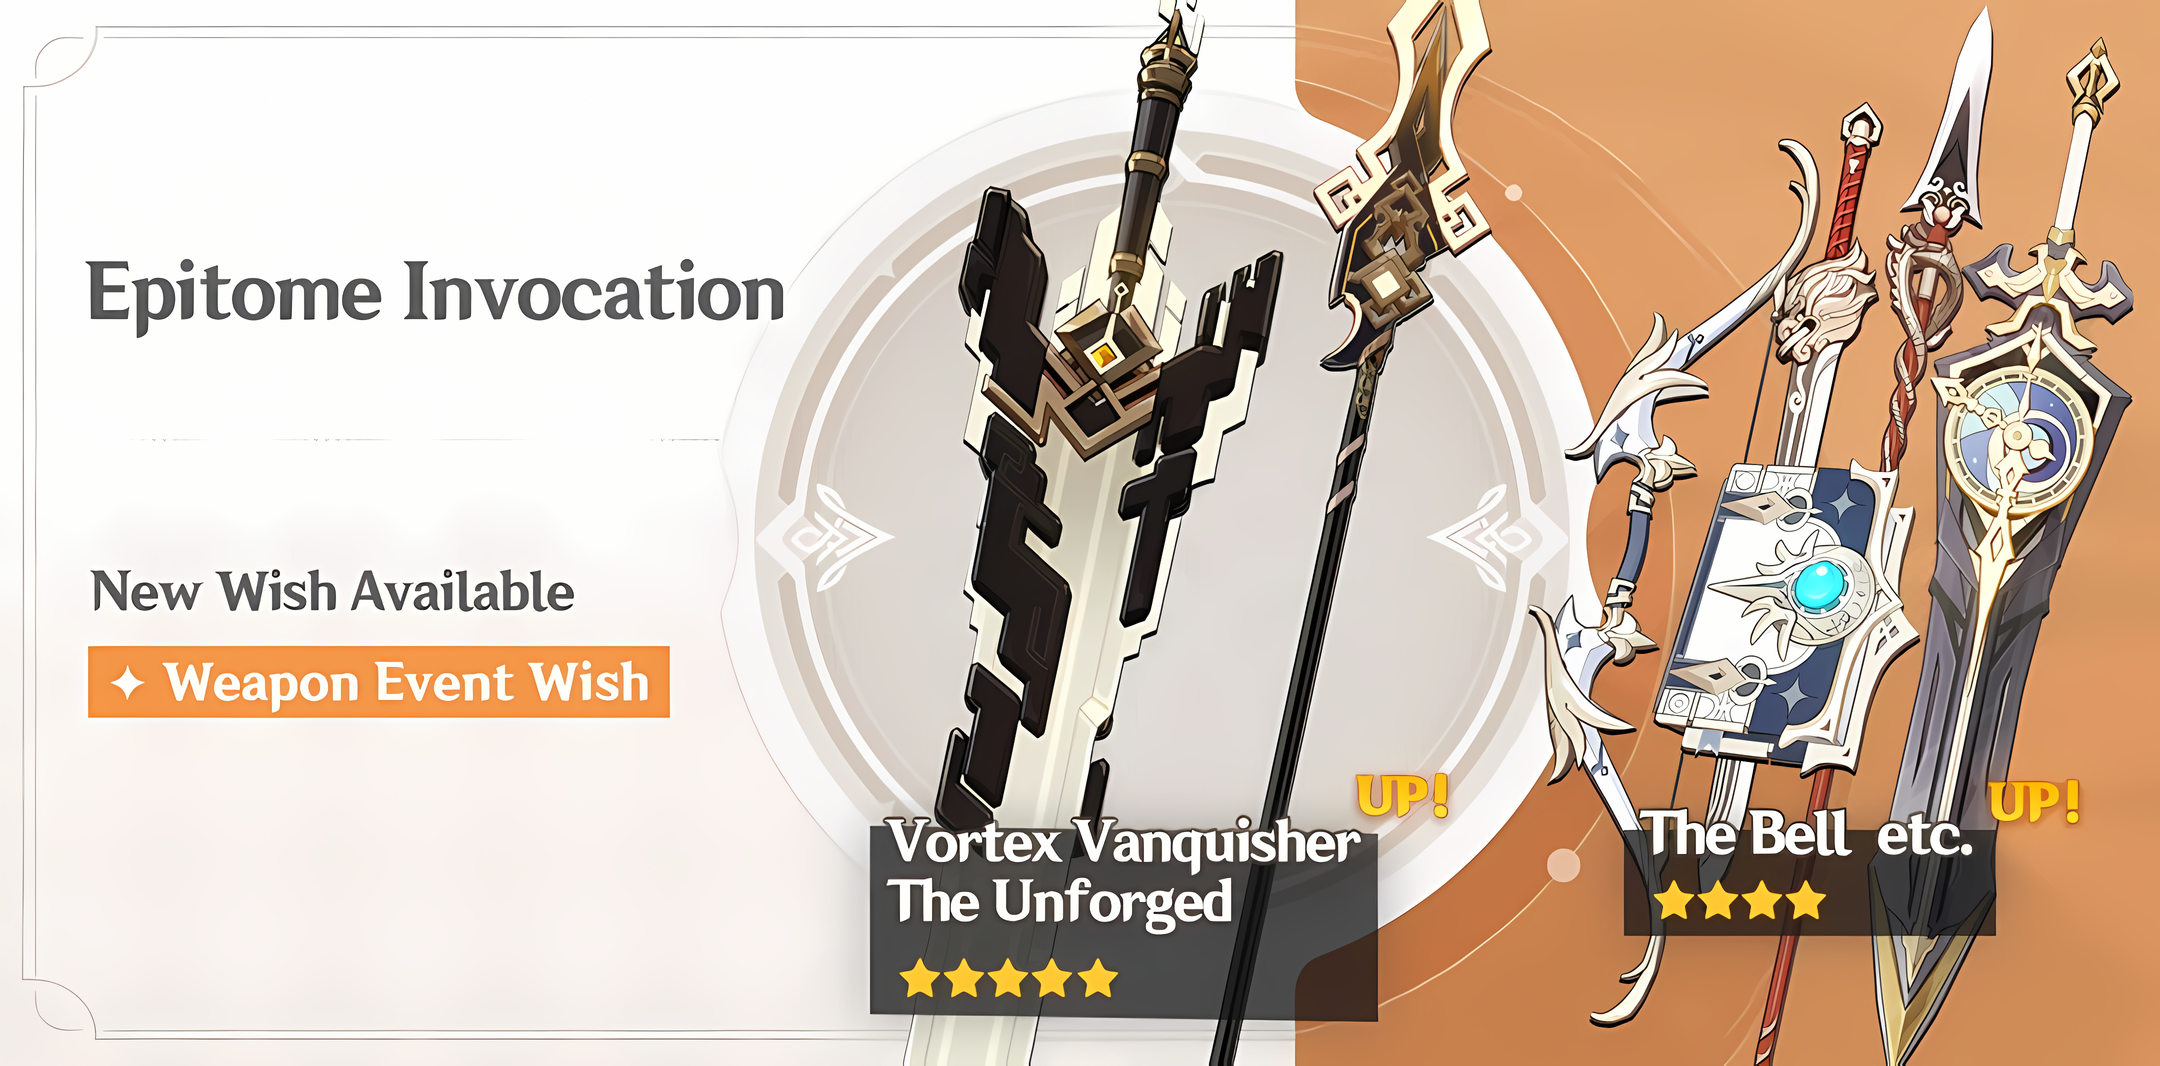 Epitome Invocation
New Wish Available
Weapon Event Wish
UP!
Vortex Vanquisher
The Unforged
UP!
The Bell etc.